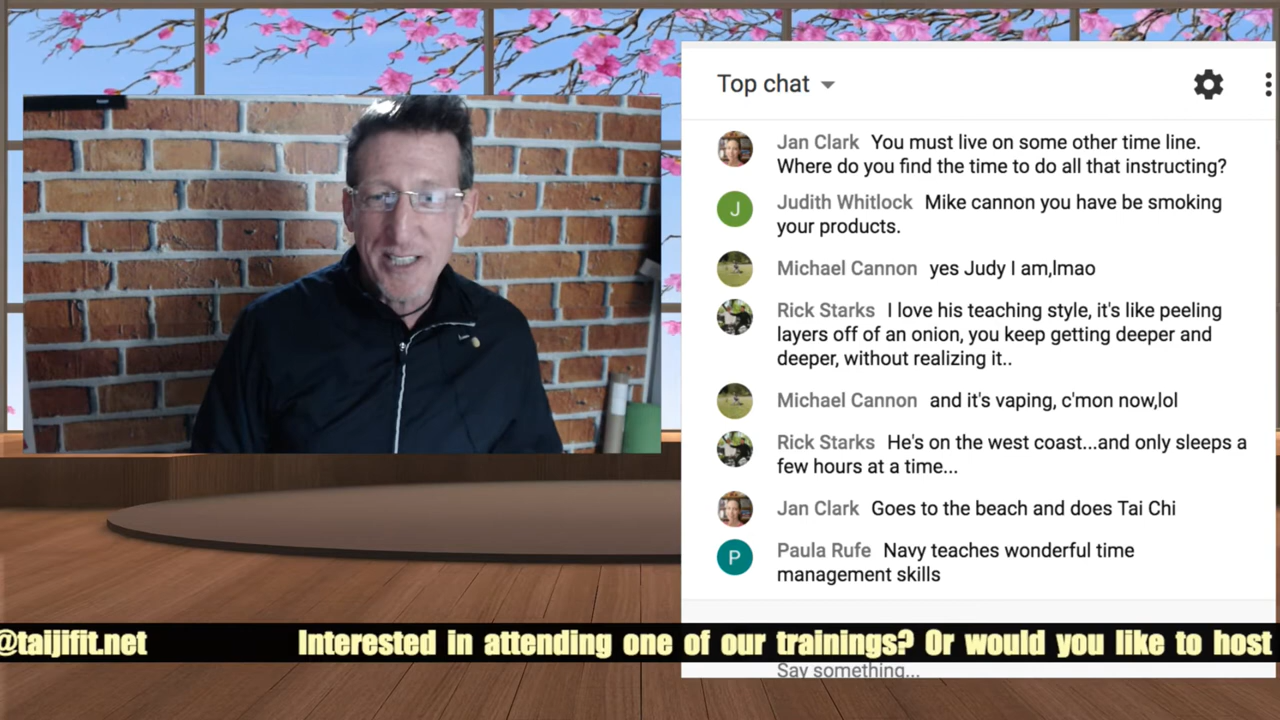 Top chat
Jan Clark You must live on some other time line.
Where do you find the time to do all that instructing?
J
Judith Whitlock Mike cannon you have be smoking
your products.
Michael Cannon yes Judy I am,lmao
Rick Starks I love his teaching style, it's like peeling
layers off of an onion, you keep getting deeper and
deeper, without realizing it..
Michael Cannon and it's vaping, c'mon now,lol
Rick Starks He's on the west coast...and only sleeps a
few hours at a time...
Jan Clark Goes to the beach and does Tai Chi
P
Paula Rufe Navy teaches wonderful time
management skills
@taijifit.net Interested in attending one of our trainings? Or would you like to host
Say something...